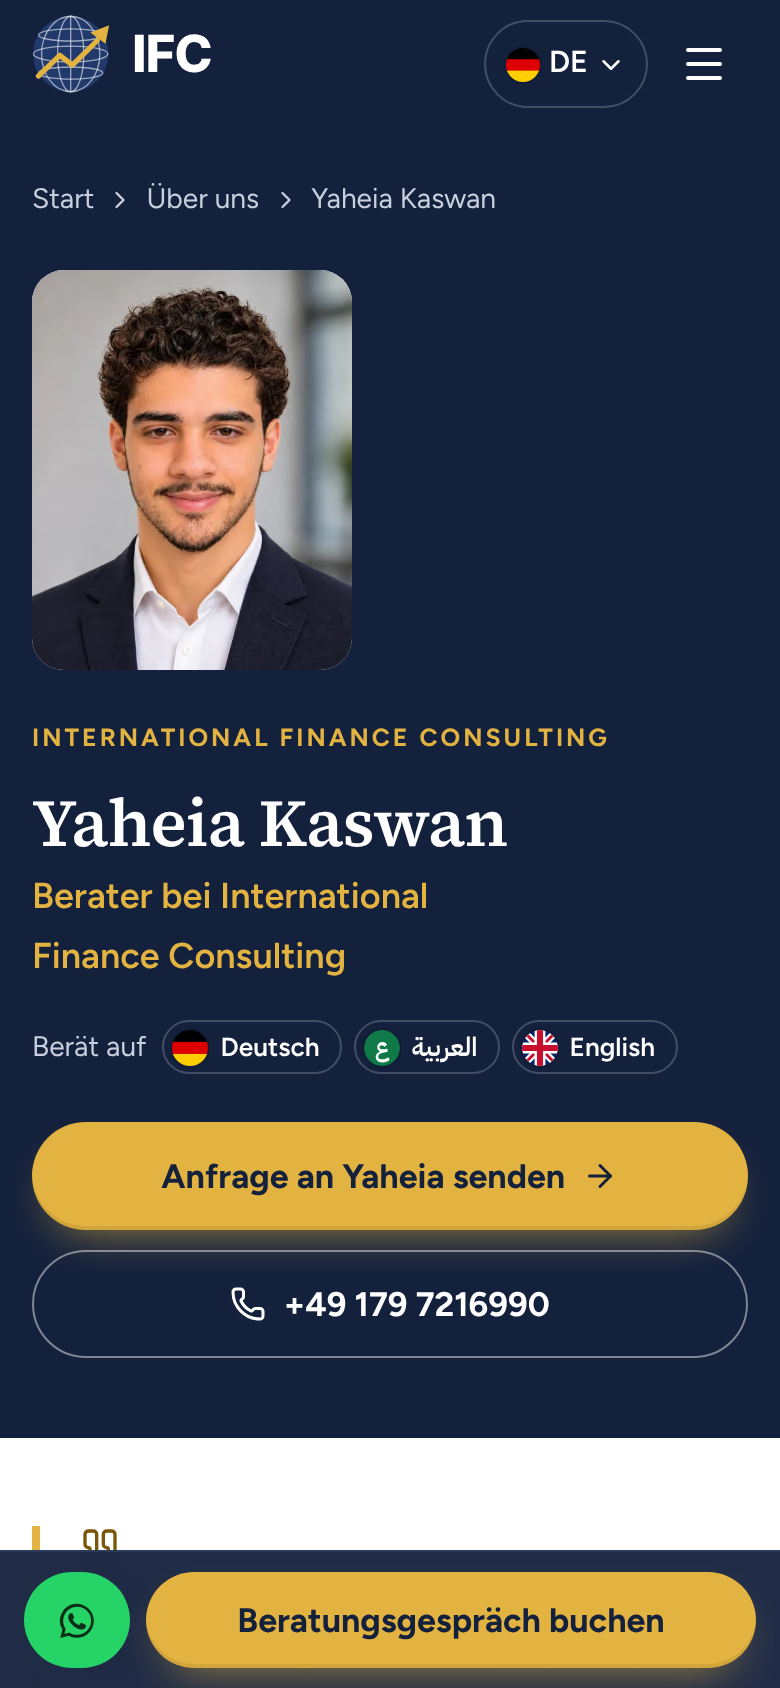 IFC
DE
Start > Über uns > Yaheia Kaswan
INTERNATIONAL FINANCE CONSULTING
Yaheia Kaswan
Berater bei International
Finance Consulting
Berät auf Deutsch ع العربية English
Anfrage an Yaheia senden →
+49 179 7216990
Beratungsgespräch buchen